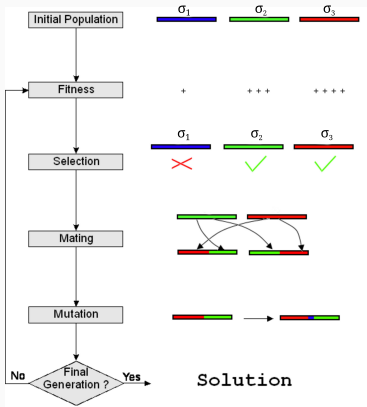 Initial Population
σ1 σ2 σ3
Fitness
+ +++ ++++
σ1 σ2 σ3
Selection
Mating
Mutation
Final
Generation ?
No
Yes
Solution